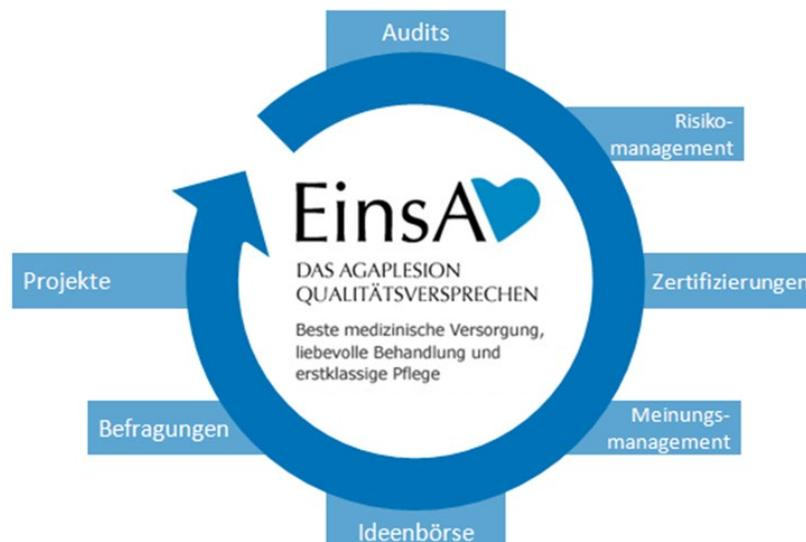 Audits
Risiko-
management
Zertifizierungen
Meinungs-
management
Ideenbörse
Befragungen
Projekte
EinsA
DAS AGAPLESION
QUALITÄTSVERSPRECHEN
Beste medizinische Versorgung,
liebevolle Behandlung und
erstklassige Pflege